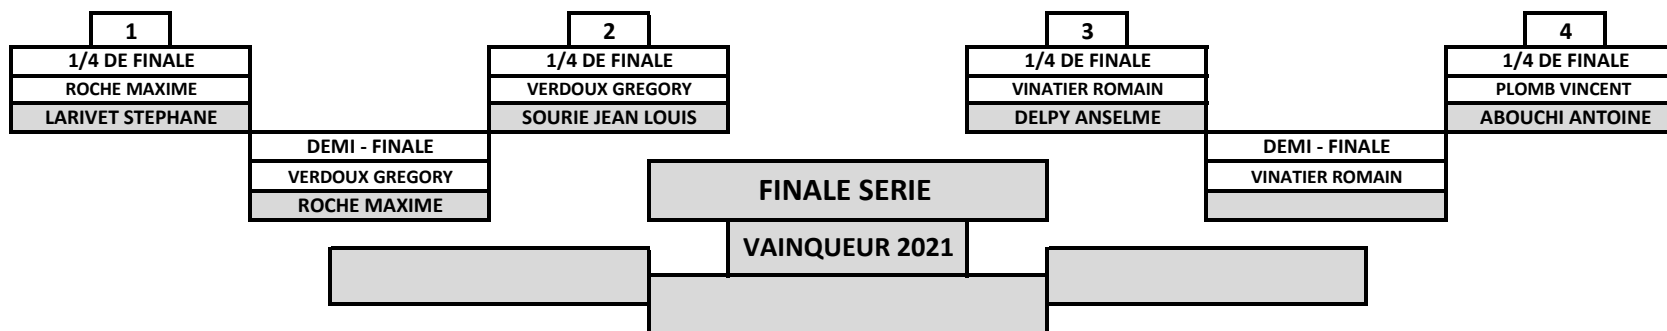 1
1/4 DE FINALE
ROCHE MAXIME
LARIVET STEPHANE
2
1/4 DE FINALE
VERDOUX GREGORY
SOURIE JEAN LOUIS
3
1/4 DE FINALE
VINATIER ROMAIN
DELPY ANSELME
4
1/4 DE FINALE
PLOMB VINCENT
ABOUCHI ANTOINE
DEMI - FINALE
VERDOUX GREGORY
ROCHE MAXIME
DEMI - FINALE
VINATIER ROMAIN
FINALE SERIE
VAINQUEUR 2021